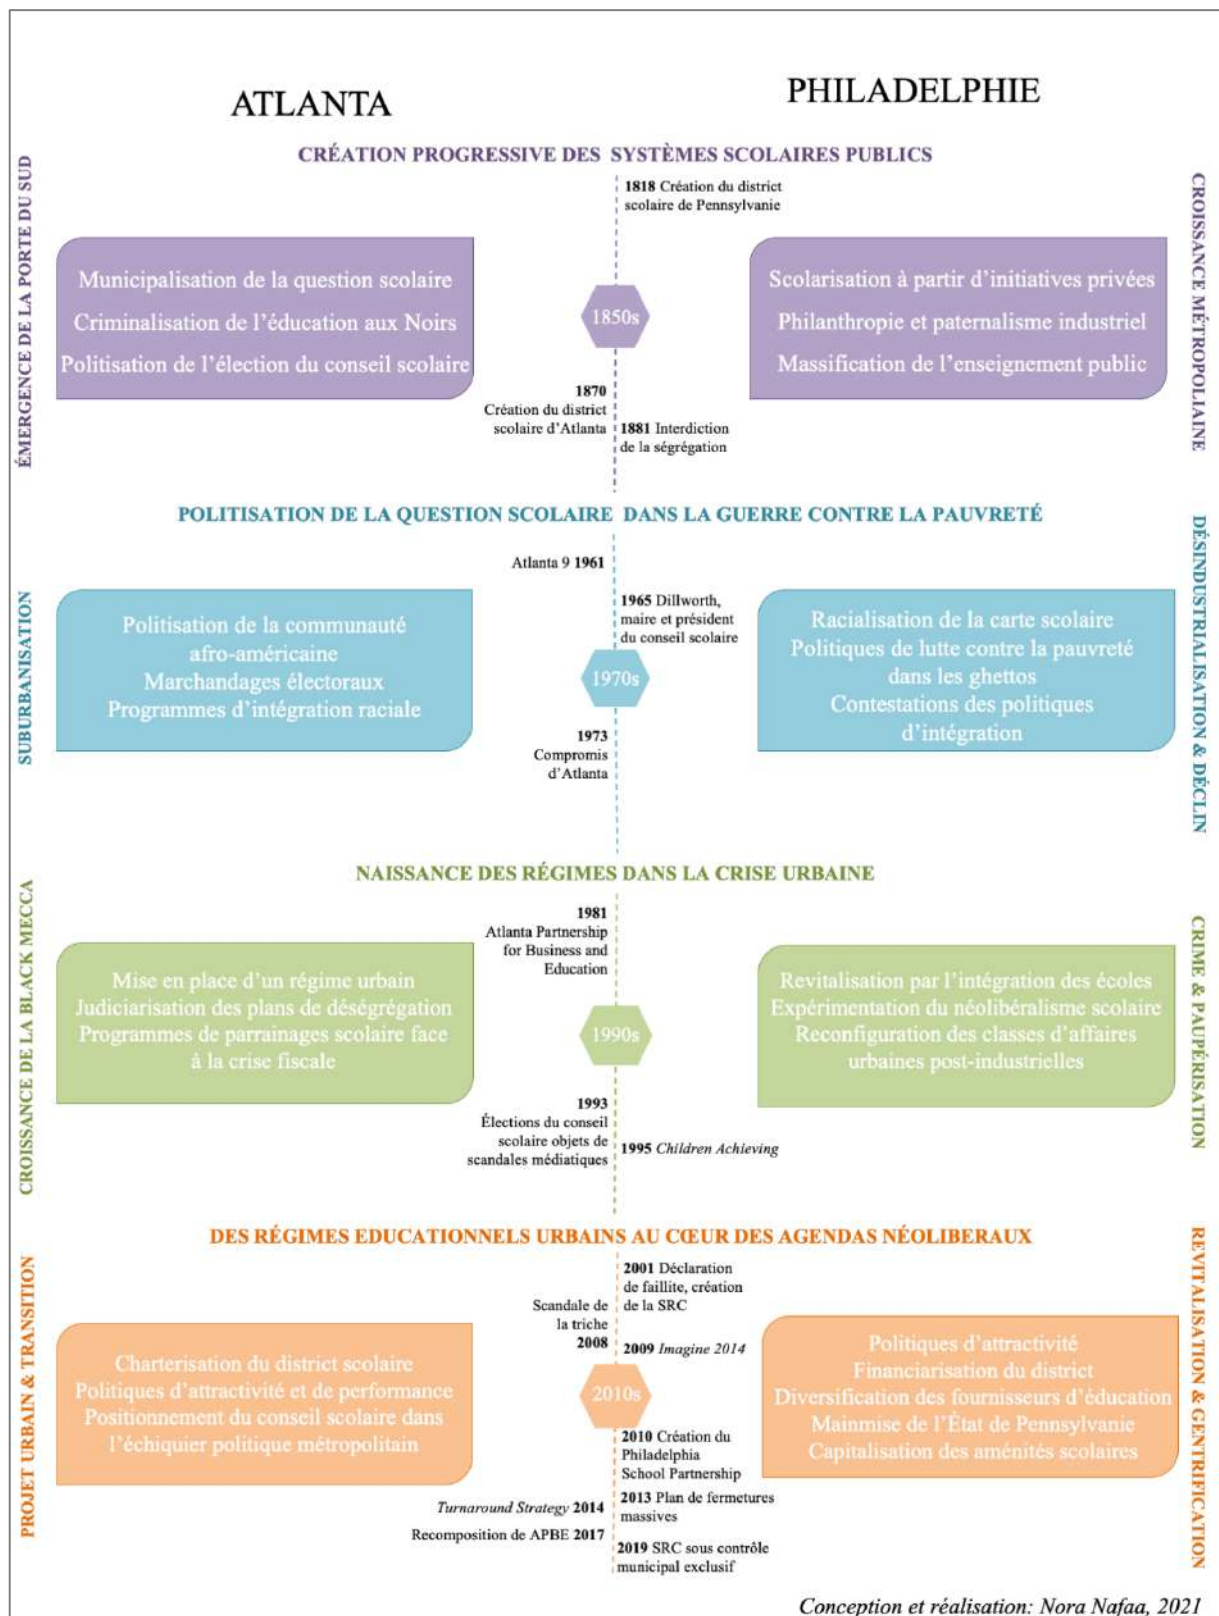 ATLANTA
PHILADELPHIE
CRÉATION PROGRESSIVE DES SYSTÈMES SCOLAIRES PUBLICS
ÉMERGENCE DE LA PORTE DU SUD
CROISSANCE MÉTROPOLIAINE
1818 Création du district
scolaire de Pennsylvanie
Municipalisation de la question scolaire
Criminalisation de l'éducation aux Noirs
Politisation de l'élection du conseil scolaire
1850s
Scolarisation à partir d'initiatives privées
Philanthropie et paternalisme industriel
Massification de l'enseignement public
1870
Création du district
scolaire d'Atlanta
1881 Interdiction
de la ségrégation
POLITISATION DE LA QUESTION SCOLAIRE DANS LA GUERRE CONTRE LA PAUVRETÉ
SUBURBANISATION
DÉSINDUSTRIALISATION & DÉCLIN
Atlanta 9 1961
1965 Dillworth,
maire et président
du conseil scolaire
Politisation de la communauté
afro-américaine
Marchandages électoraux
Programmes d'intégration raciale
1970s
Racialisation de la carte scolaire
Politiques de lutte contre la pauvreté
dans les ghettos
Contestations des politiques
d'intégration
1973
Compromis
d'Atlanta
NAISSANCE DES RÉGIMES DANS LA CRISE URBAINE
CROISSANCE DE LA BLACK MECCA
CRIME & PAUPÉRISATION
1981
Atlanta Partnership
for Business and
Education
Mise en place d'un régime urbain
Judiciarisation des plans de déségrégation
Programmes de parrainages scolaire face
à la crise fiscale
1990s
Revitalisation par l'intégration des écoles
Expérimentation du néolibéralisme scolaire
Reconfiguration des classes d'affaires
urbaines post-industrielles
1993
Élections du conseil
scolaire objets de
scandales médiatiques
1995 Children Achieving
DES RÉGIMES EDUCATIONNELS URBAINS AU CŒUR DES AGENDAS NÉOLIBERAUX
PROJET URBAIN & TRANSITION
REVITALISATION & GENTRIFICATION
2001 Déclaration
de faillite, création
de la SRC
Scandale de
la triche
2008
2009 Imagine 2014
Charterisation du district scolaire
Politiques d'attractivité et de performance
Positionnement du conseil scolaire dans
l'échiquier politique métropolitain
2010s
Politiques d'attractivité
Financiarisation du district
Diversification des fournisseurs d'éducation
Mainmise de l'État de Pennsylvanie
Capitalisation des aménités scolaires
2010 Création du
Philadelphia
School Partnership
2013 Plan de fermetures
massives
Turnaround Strategy 2014
Recomposition de APBE 2017
2019 SRC sous contrôle
municipal exclusif
Conception et réalisation: Nora Nafaa, 2021